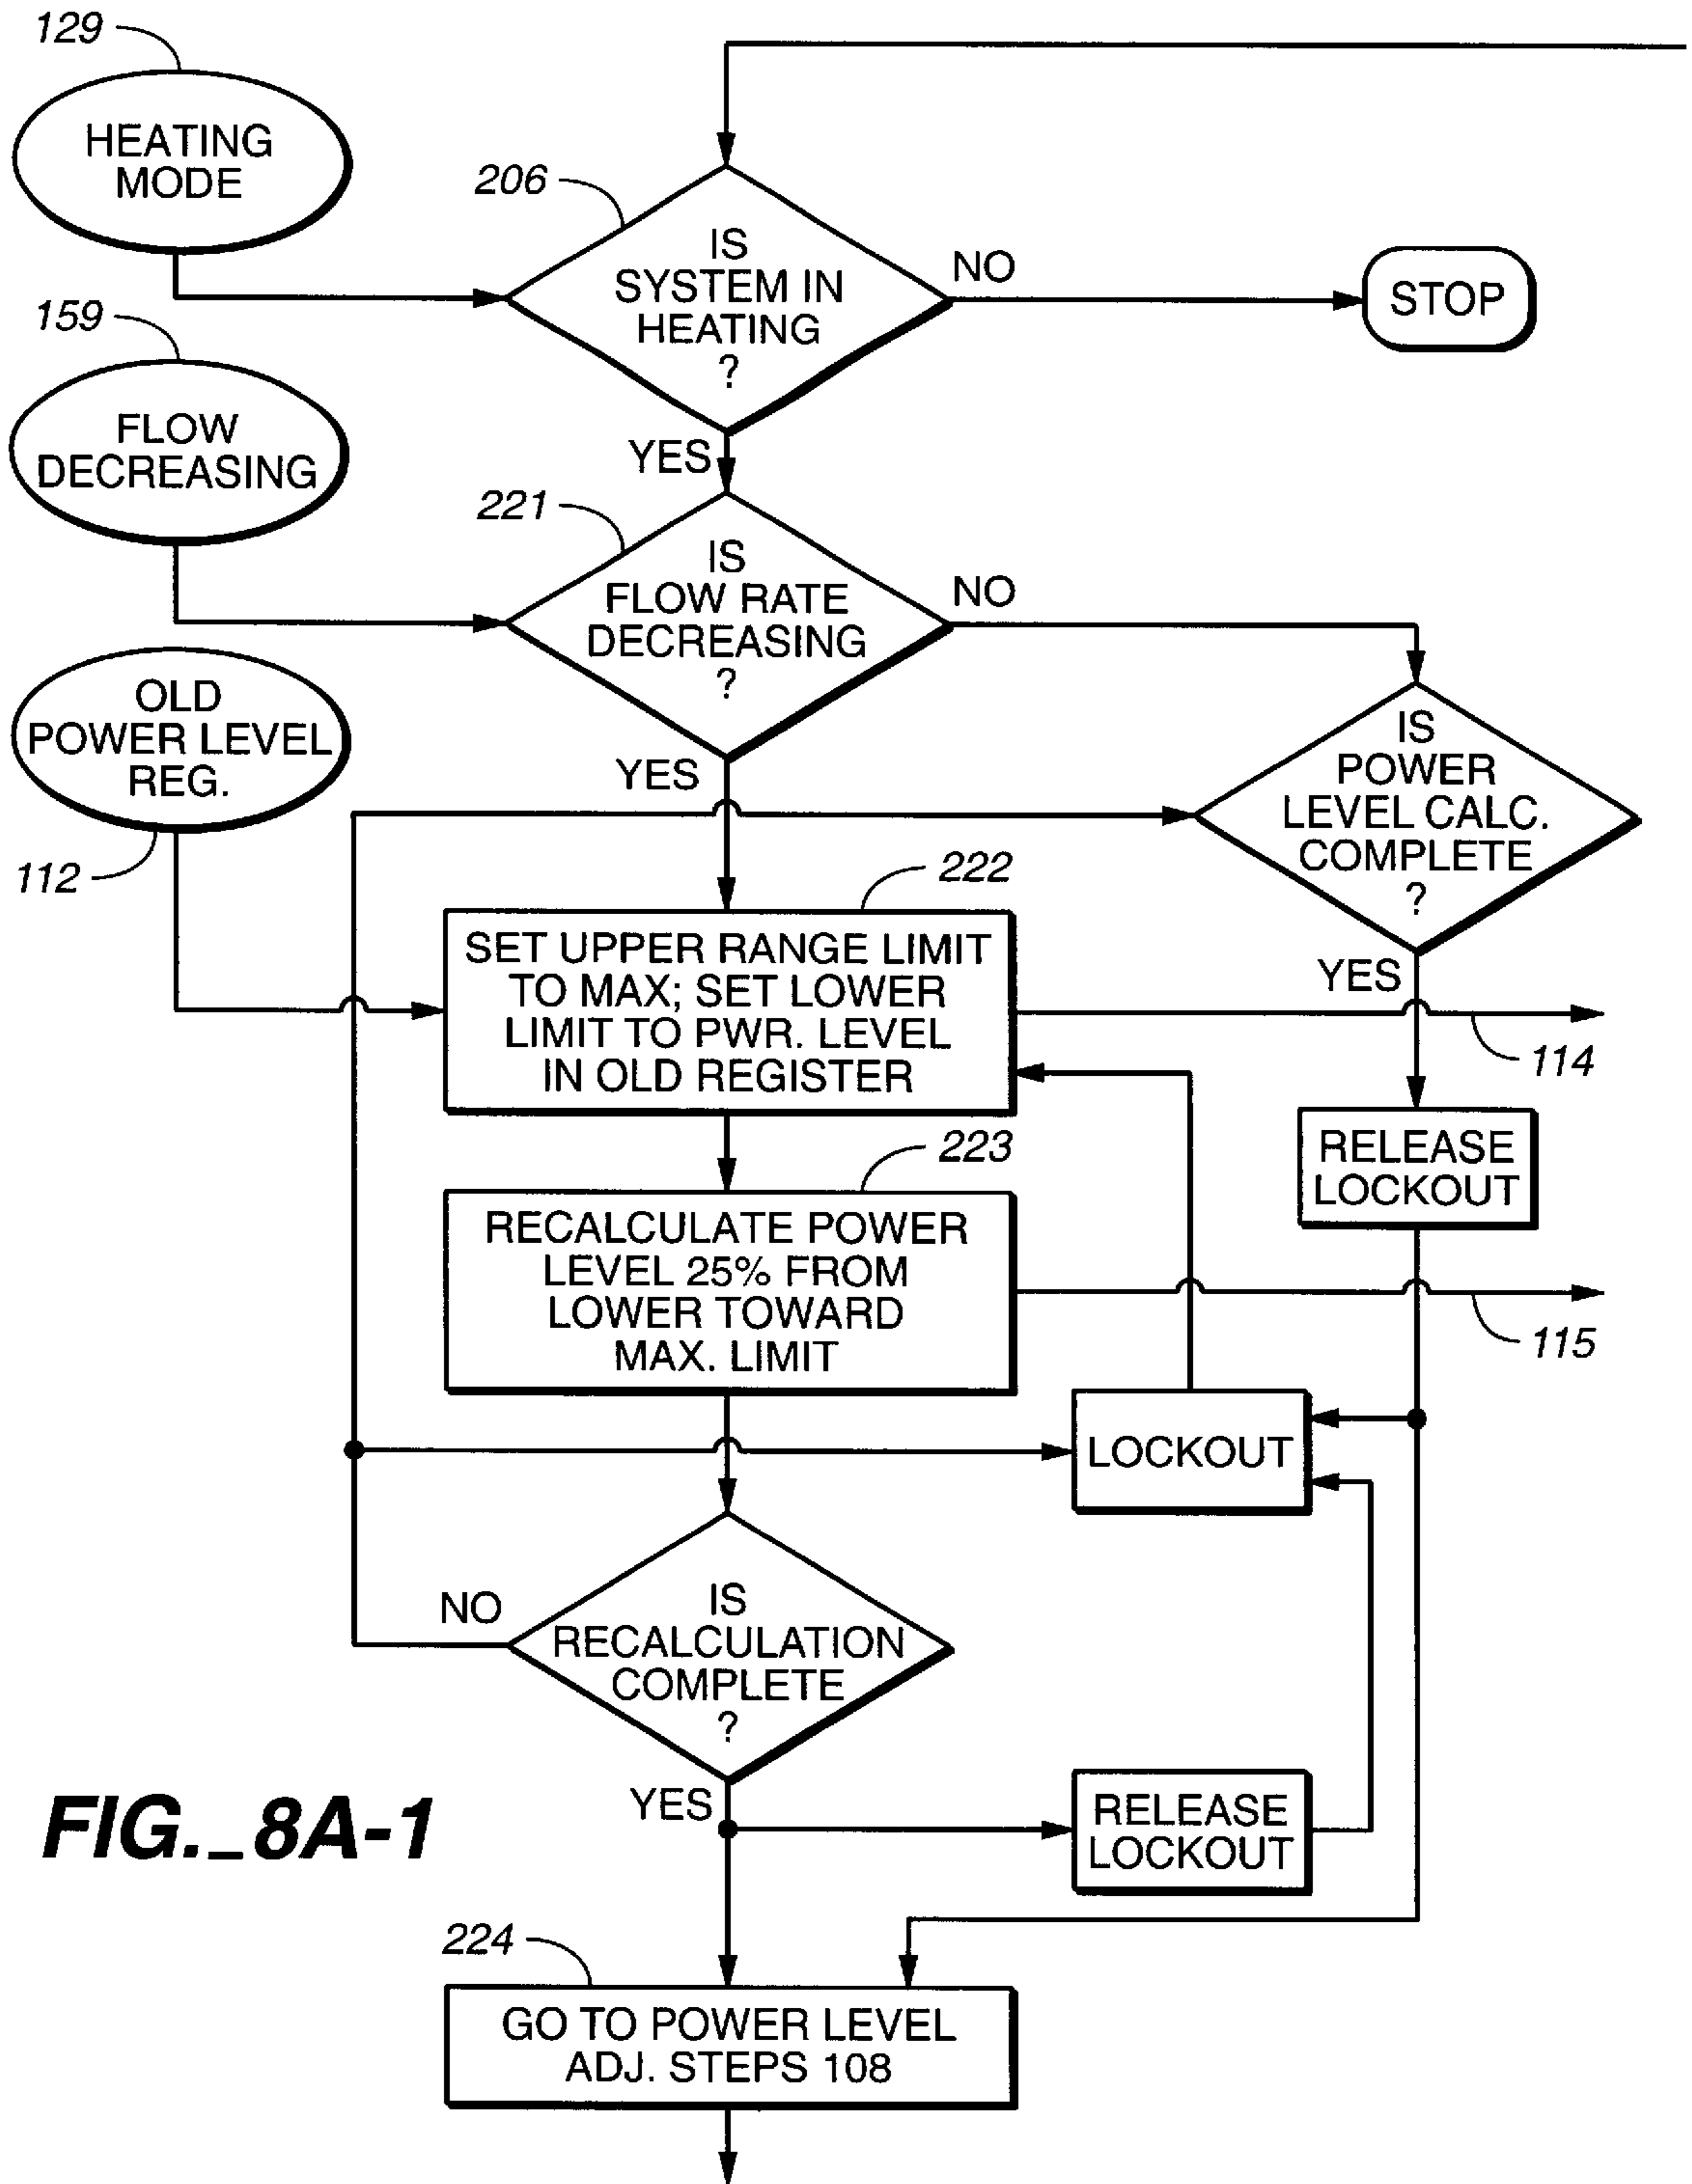 129
HEATING
MODE
206
IS
SYSTEM IN
HEATING
?
NO
STOP
YES
159
FLOW
DECREASING
221
IS
FLOW RATE
DECREASING
?
NO
YES
OLD
POWER LEVEL
REG.
112
IS
POWER
LEVEL CALC.
COMPLETE
?
YES
222
SET UPPER RANGE LIMIT
TO MAX; SET LOWER
LIMIT TO PWR. LEVEL
IN OLD REGISTER
114
RELEASE
LOCKOUT
223
RECALCULATE POWER
LEVEL 25% FROM
LOWER TOWARD
MAX. LIMIT
115
LOCKOUT
NO
IS
RECALCULATION
COMPLETE
?
YES
RELEASE
LOCKOUT
FIG._8A-1
224
GO TO POWER LEVEL
ADJ. STEPS 108